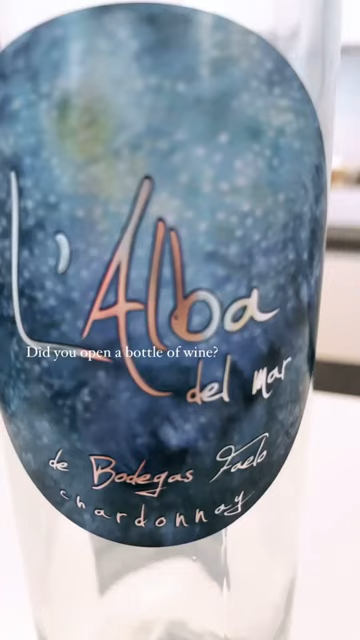 L'Alba
Did you open a bottle of wine?
del mar
de Bodegas Faelo
chardonnay